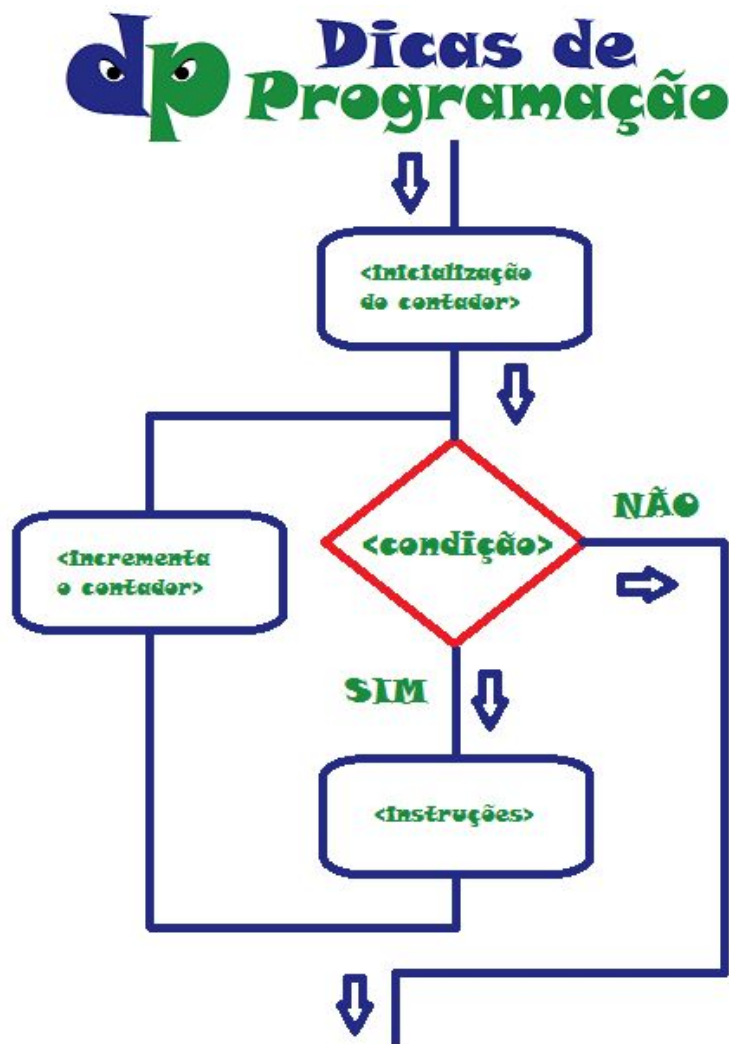 dp
Dicas de
Programação
<Inicialização
do contador>
NÃO
<condição>
<Incrementa
o contador>
SIM
<Instruções>